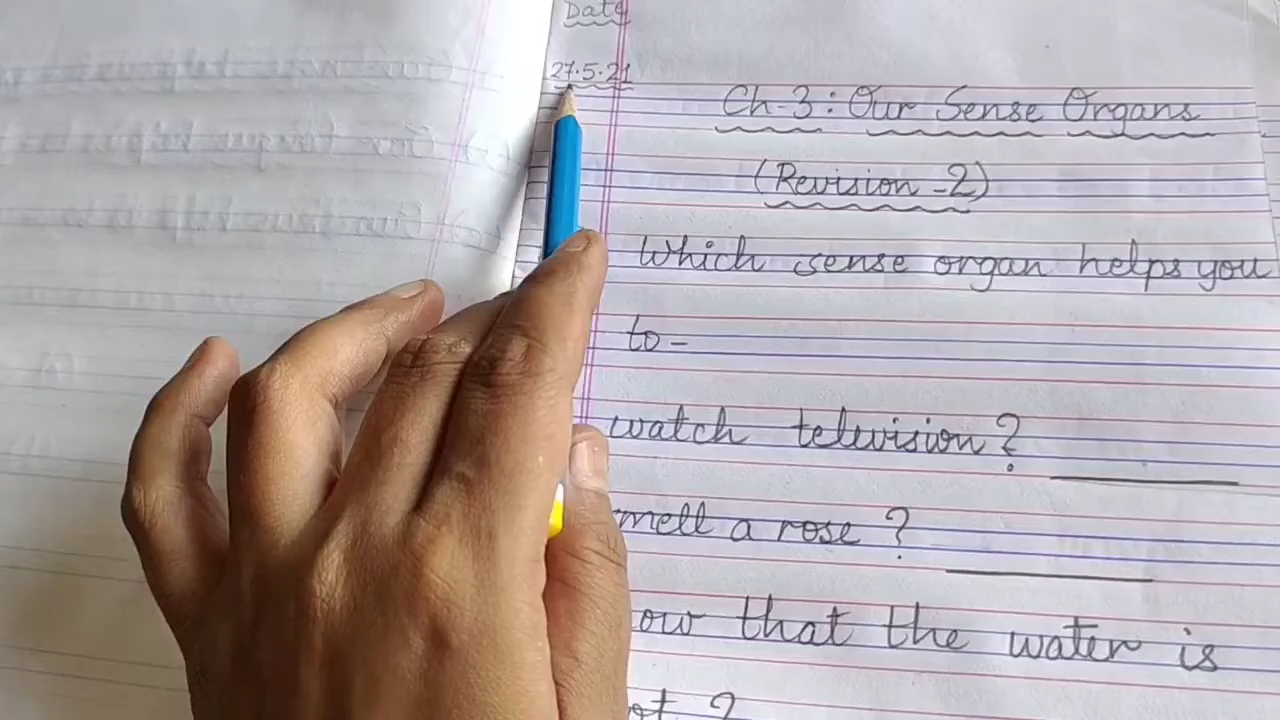 Date
27.5.21
Ch-3: Our Sense Organs
(Revision -2)
Which sense organ helps you
to -
watch television?
mell a rose ?
ow that the water is
ot ?